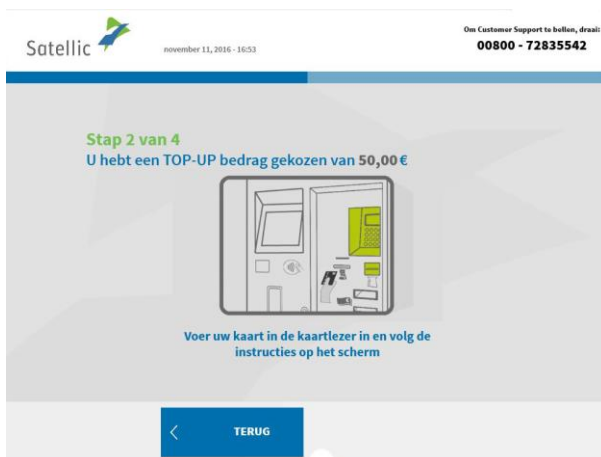 Satellic
november 11, 2016 - 16:53
Om Customer Support te bellen, draai:
00800 - 72835542
Stap 2 van 4
U hebt een TOP-UP bedrag gekozen van 50,00 €
Voer uw kaart in de kaartlezer in en volg de
instructies op het scherm
TERUG